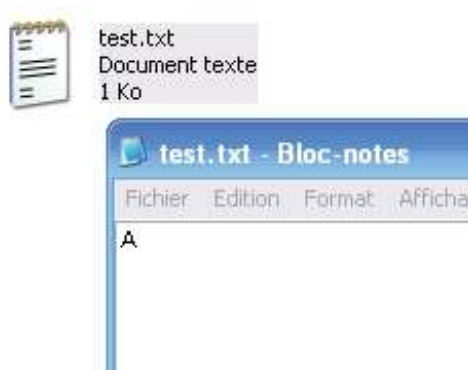 test.txt
Document texte
1 Ko
test.txt - Bloc-notes
Fichier Edition Format Afficha
A